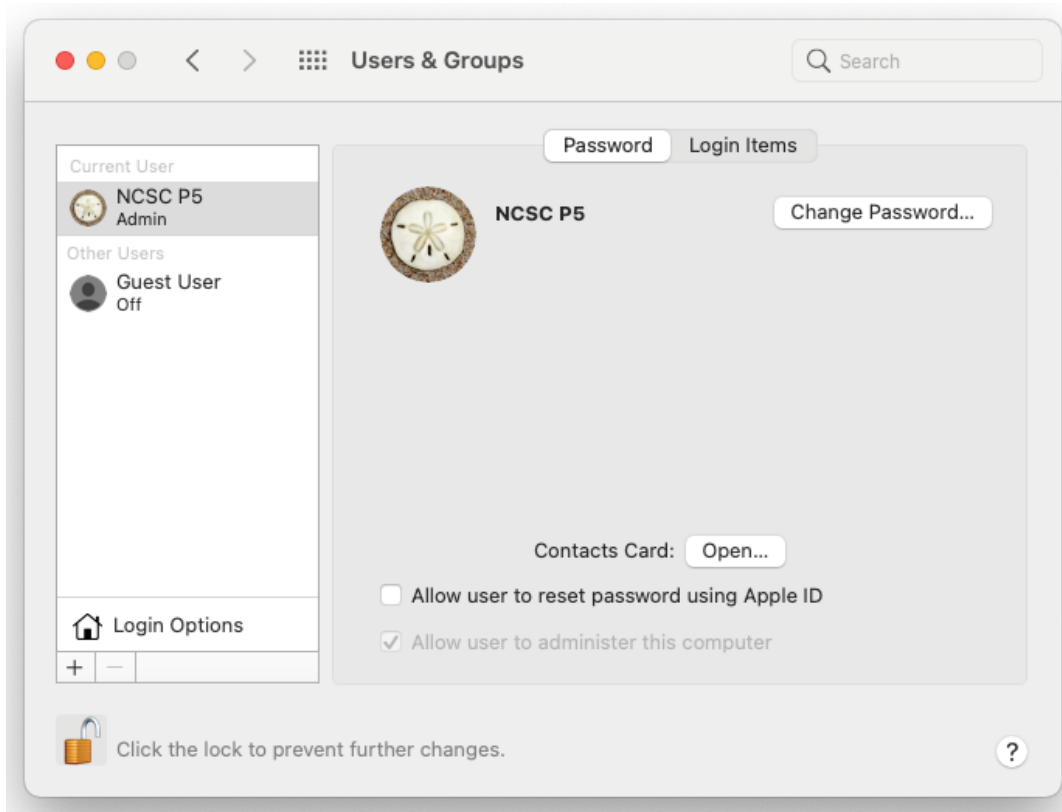 Users & Groups
Search
Current User
NCSC P5
Admin
Other Users
Guest User
Off
Login Options
+ −
Password Login Items
NCSC P5
Change Password...
Contacts Card: Open...
Allow user to reset password using Apple ID
Allow user to administer this computer
Click the lock to prevent further changes.
?